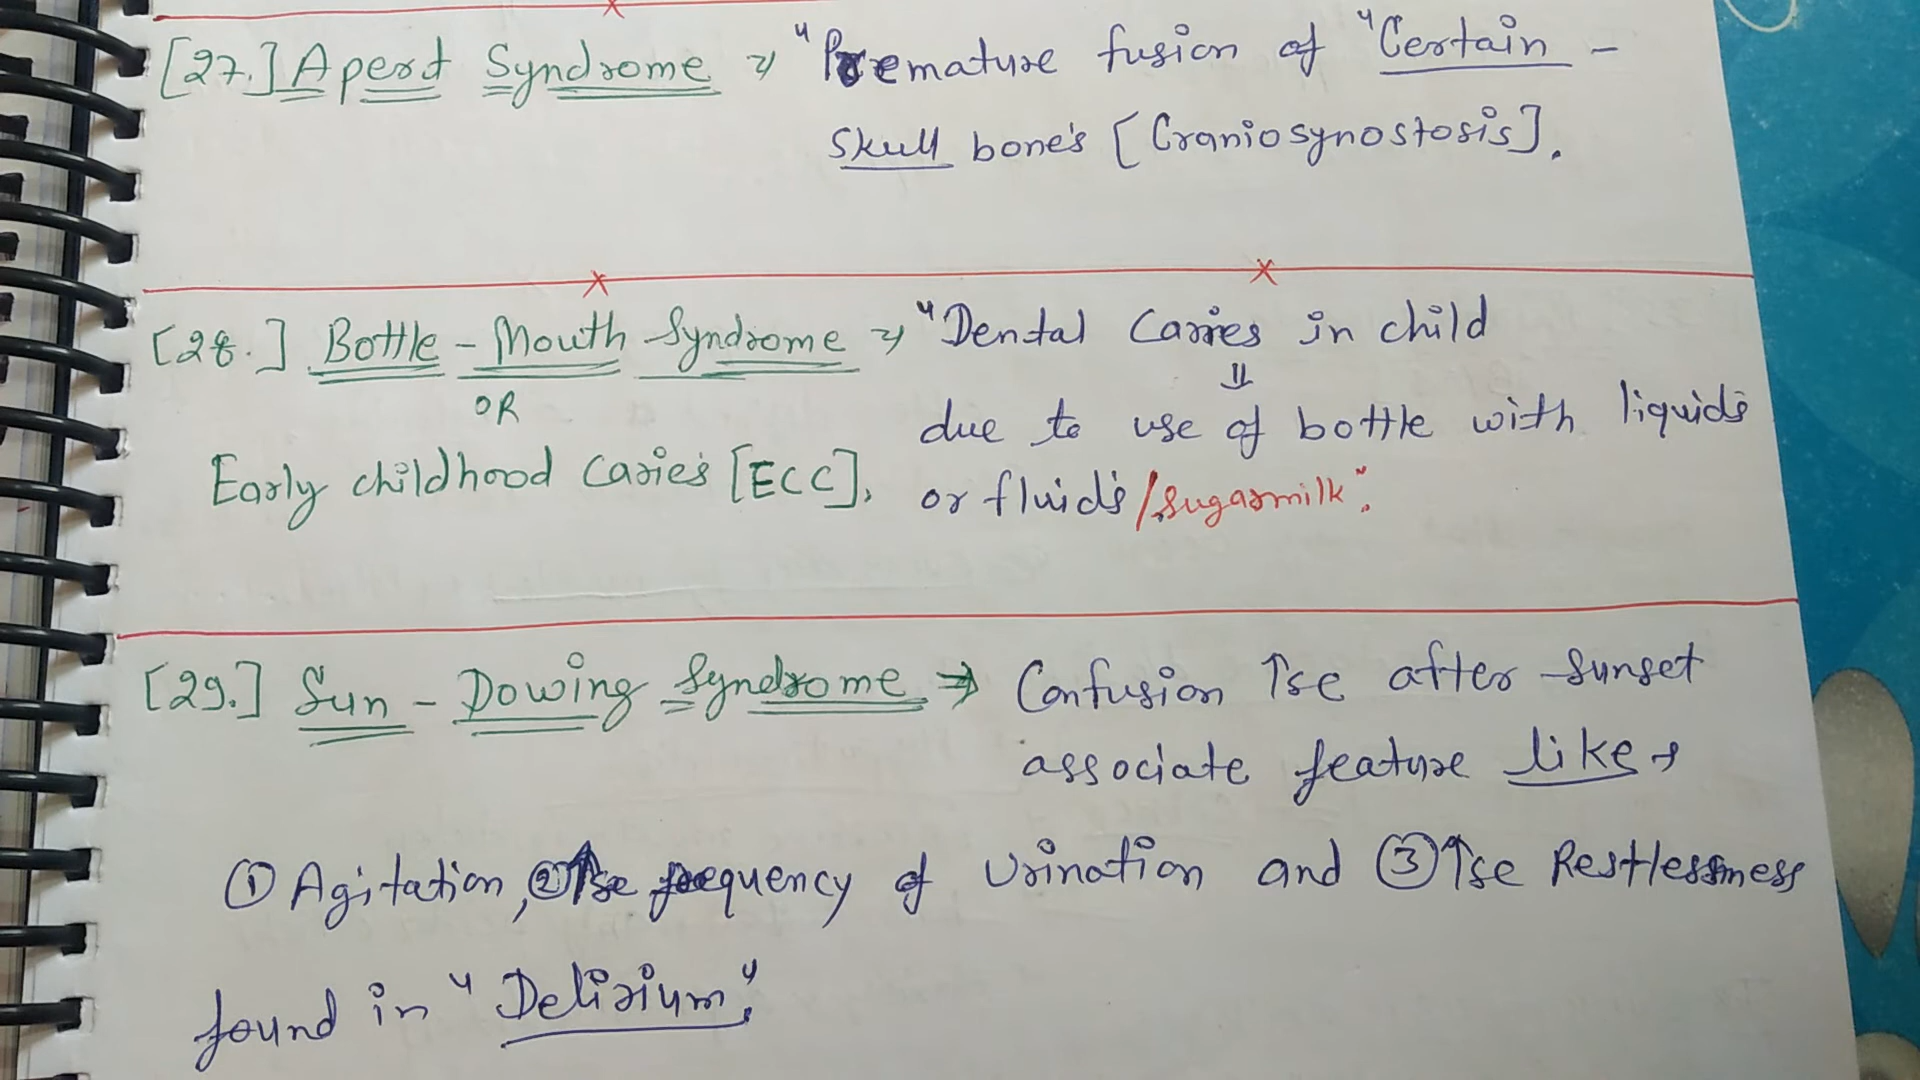 [27.] Apert Syndrome ⇒ "Premature fusion of "Certain -
Skull bone's [Craniosynostosis].
[28.] Bottle - Mouth Syndrome ⇒ "Dental Carries in child
OR
⇓
due to use of bottle with liquids
Early childhood Caries [ECC],
or fluids/Sugarmilk".
[29.] Sun - Dowing Syndrome ⇒ Confusion ↑se after sunset
associate feature like →
① Agitation, ② ↑se frequency of Urination and ③ ↑se Restlessness
found in "Delirium".